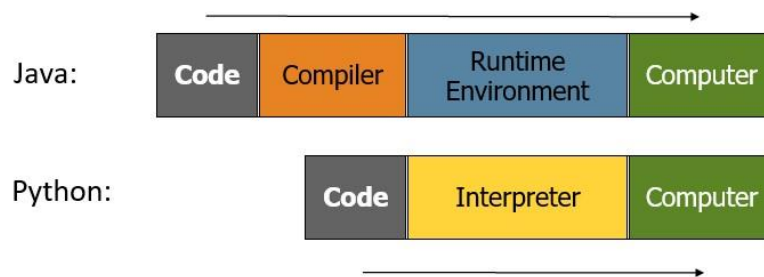 Java:
Code
Compiler
Runtime
Environment
Computer
Python:
Code
Interpreter
Computer